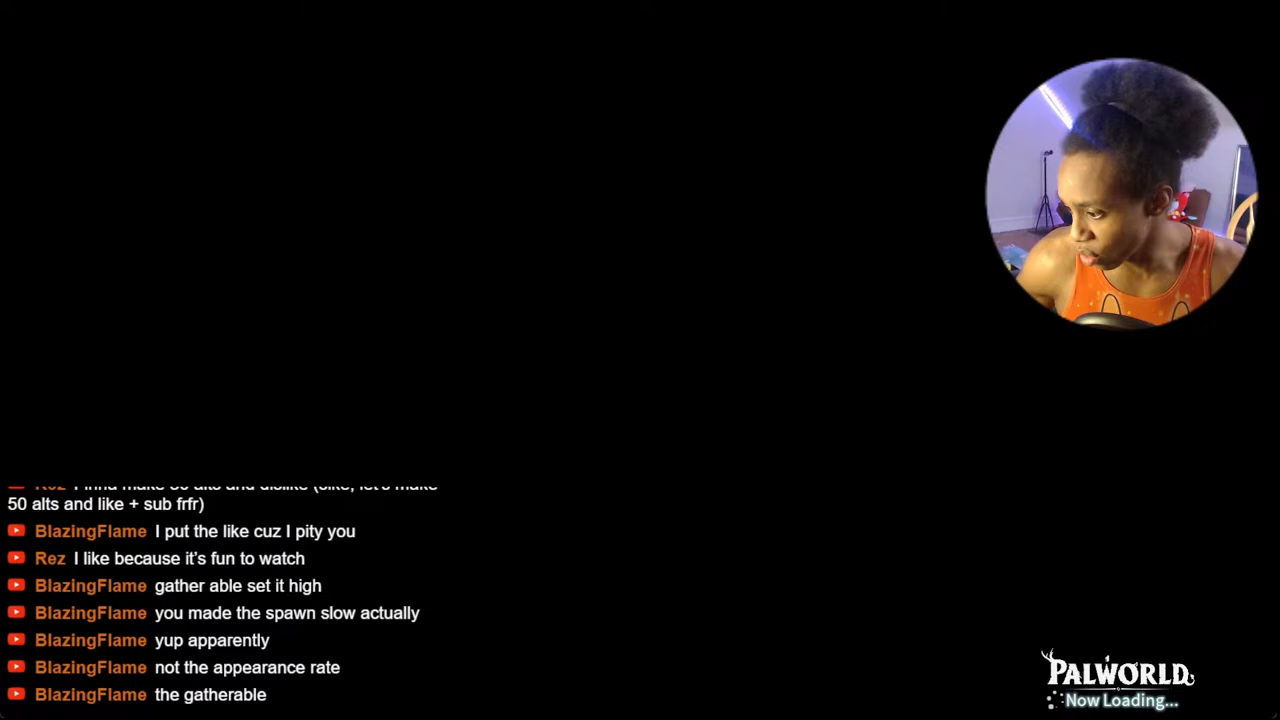 50 alts and like + sub frfr)
BlazingFlame I put the like cuz I pity you
Rez I like because it's fun to watch
BlazingFlame gather able set it high
BlazingFlame you made the spawn slow actually
BlazingFlame yup apparently
BlazingFlame not the appearance rate
BlazingFlame the gatherable
PALWORLD
Now Loading...